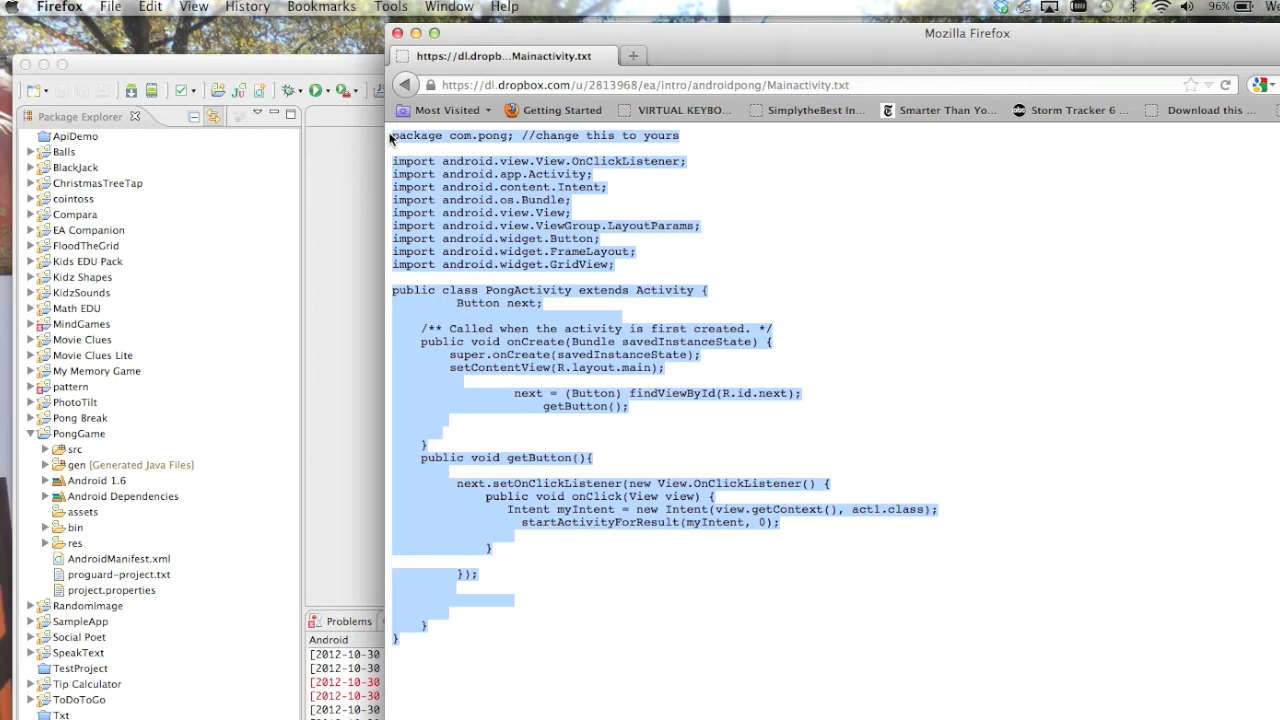 Firefox File Edit View History Bookmarks Tools Window Help 96% We
Mozilla Firefox
https://dl.dropb...Mainactivity.txt
https://dl.dropbox.com/u/2813968/ea/intro/androidpong/Mainactivity.txt
Most Visited Getting Started VIRTUAL KEYBO... SimplytheBest In... Smarter Than Yo... Storm Tracker 6 ... Download this ...
Package Explorer
ApiDemo
Balls
BlackJack
ChristmasTreeTap
cointoss
Compara
EA Companion
FloodTheGrid
Kids EDU Pack
Kidz Shapes
KidzSounds
Math EDU
MindGames
Movie Clues
Movie Clues Lite
My Memory Game
pattern
PhotoTilt
Pong Break
PongGame
src
gen [Generated Java Files]
Android 1.6
Android Dependencies
assets
bin
res
AndroidManifest.xml
proguard-project.txt
project.properties
RandomImage
SampleApp
Social Poet
SpeakText
TestProject
Tip Calculator
ToDoToGo
Txt
Problems
Android
[2012-10-30
[2012-10-30
[2012-10-30
[2012-10-30
[2012-10-30
package com.pong; //change this to yours
import android.view.View.OnClickListener;
import android.app.Activity;
import android.content.Intent;
import android.os.Bundle;
import android.view.View;
import android.view.ViewGroup.LayoutParams;
import android.widget.Button;
import android.widget.FrameLayout;
import android.widget.GridView;
public class PongActivity extends Activity {
Button next;
/** Called when the activity is first created. */
public void onCreate(Bundle savedInstanceState) {
super.onCreate(savedInstanceState);
setContentView(R.layout.main);
next = (Button) findViewById(R.id.next);
getButton();
}
public void getButton(){
next.setOnClickListener(new View.OnClickListener() {
public void onClick(View view) {
Intent myIntent = new Intent(view.getContext(), act1.class);
startActivityForResult(myIntent, 0);
}
});
}
}